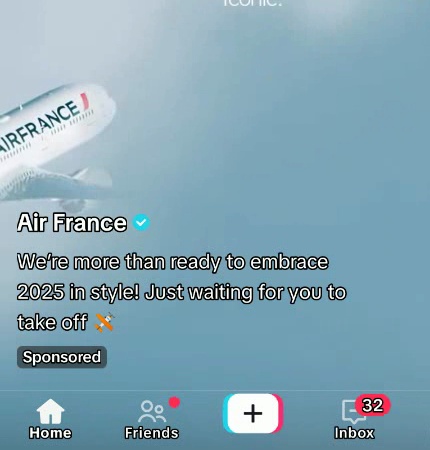 Iconic.
AIRFRANCE
Air France
We're more than ready to embrace
2025 in style! Just waiting for you to
take off ✈️
Sponsored
32
Home
Friends
Inbox